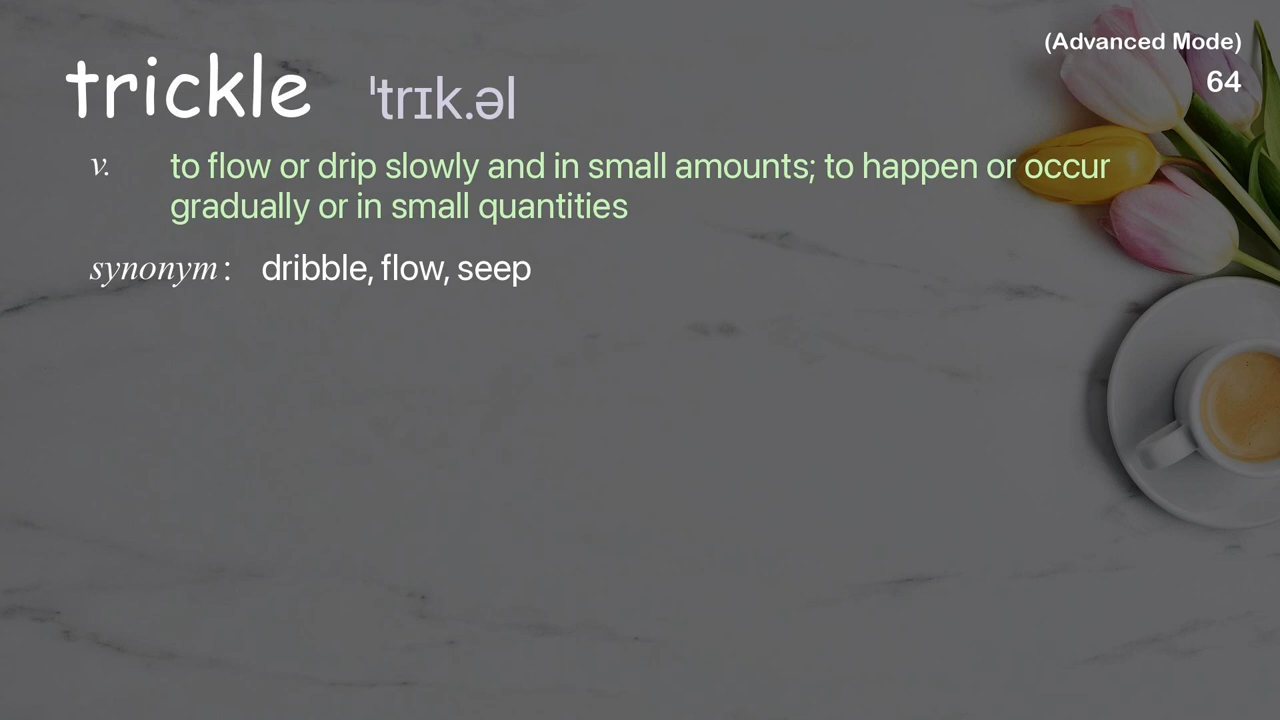 (Advanced Mode)
64
trickle ˈtrɪk.əl
v. to flow or drip slowly and in small amounts; to happen or occur
gradually or in small quantities
synonym : dribble, flow, seep